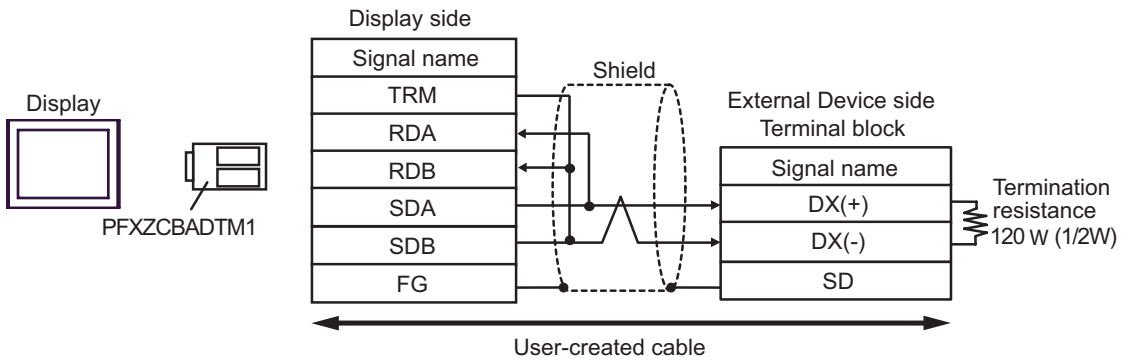 Display side
Signal name
TRM
RDA
RDB
SDA
SDB
FG
Shield
External Device side
Terminal block
Signal name
DX(+)
DX(-)
SD
Termination
resistance
120 W (1/2W)
Display
PFXZCBADTM1
User-created cable